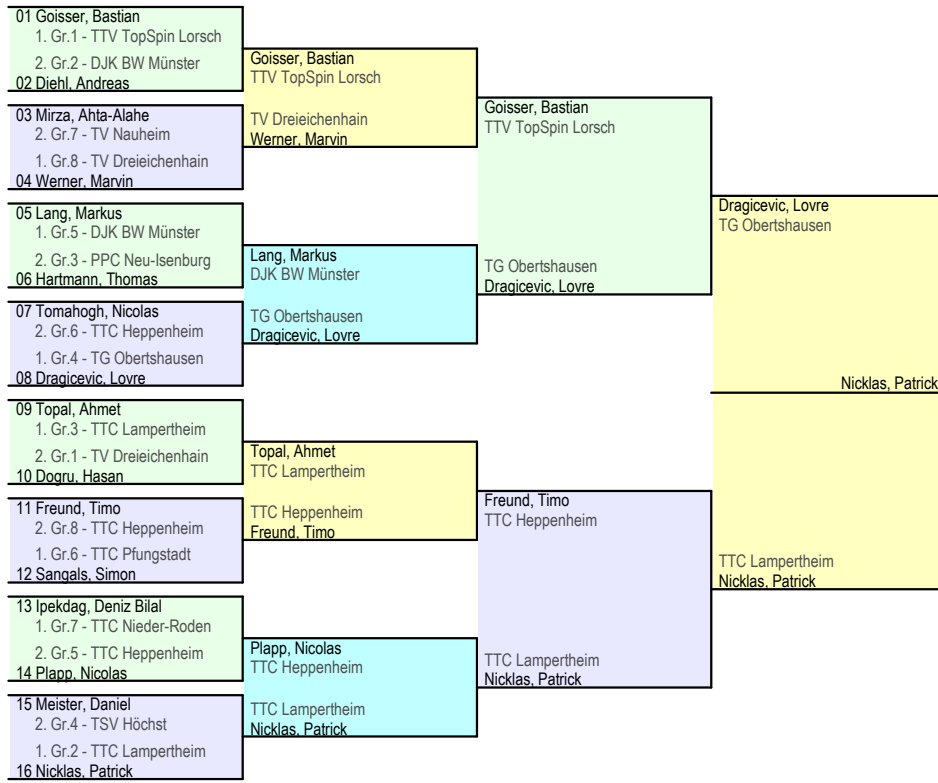 01 Goisser, Bastian
1. Gr.1 - TTV TopSpin Lorsch
2. Gr.2 - DJK BW Münster
02 Diehl, Andreas
03 Mirza, Ahta-Alahe
2. Gr.7 - TV Nauheim
1. Gr.8 - TV Dreieichenhain
04 Werner, Marvin
05 Lang, Markus
1. Gr.5 - DJK BW Münster
2. Gr.3 - PPC Neu-Isenburg
06 Hartmann, Thomas
07 Tomahogh, Nicolas
2. Gr.6 - TTC Heppenheim
1. Gr.4 - TG Obertshausen
08 Dragicevic, Lovre
09 Topal, Ahmet
1. Gr.3 - TTC Lampertheim
2. Gr.1 - TV Dreieichenhain
10 Dogru, Hasan
11 Freund, Timo
2. Gr.8 - TTC Heppenheim
1. Gr.6 - TTC Pfungstadt
12 Sangals, Simon
13 Ipekdag, Deniz Bilal
1. Gr.7 - TTC Nieder-Roden
2. Gr.5 - TTC Heppenheim
14 Plapp, Nicolas
15 Meister, Daniel
2. Gr.4 - TSV Höchst
1. Gr.2 - TTC Lampertheim
16 Nicklas, Patrick
Goisser, Bastian
TTV TopSpin Lorsch
TV Dreieichenhain
Werner, Marvin
Lang, Markus
DJK BW Münster
TG Obertshausen
Dragicevic, Lovre
Topal, Ahmet
TTC Lampertheim
TTC Heppenheim
Freund, Timo
Plapp, Nicolas
TTC Heppenheim
TTC Lampertheim
Nicklas, Patrick
Goisser, Bastian
TTV TopSpin Lorsch
TG Obertshausen
Dragicevic, Lovre
Freund, Timo
TTC Heppenheim
TTC Lampertheim
Nicklas, Patrick
Dragicevic, Lovre
TG Obertshausen
Nicklas, Patrick
TTC Lampertheim
Nicklas, Patrick